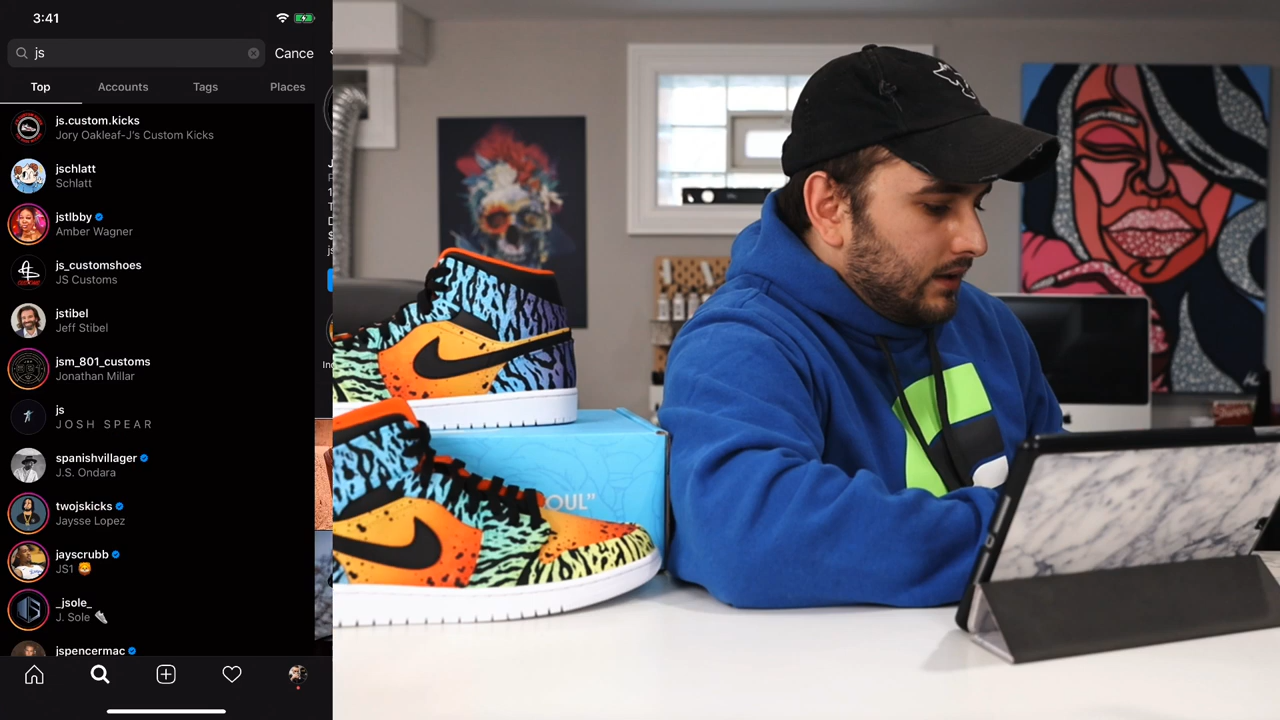 3:41
js
Cance
Top
Accounts
Tags
Places
js.custom.kicks
Jory Oakleaf-J's Custom Kicks
jschlatt
Schlatt
jstlbby
Amber Wagner
js_customshoes
JS Customs
jstibel
Jeff Stibel
jsm_801_customs
Jonathan Millar
js
JOSH SPEAR
spanishvillager
J.S. Ondara
twojskicks
Jaysse Lopez
jayscrubb
JS1
_jsole_
J. Sole
jspencermac
OUL"